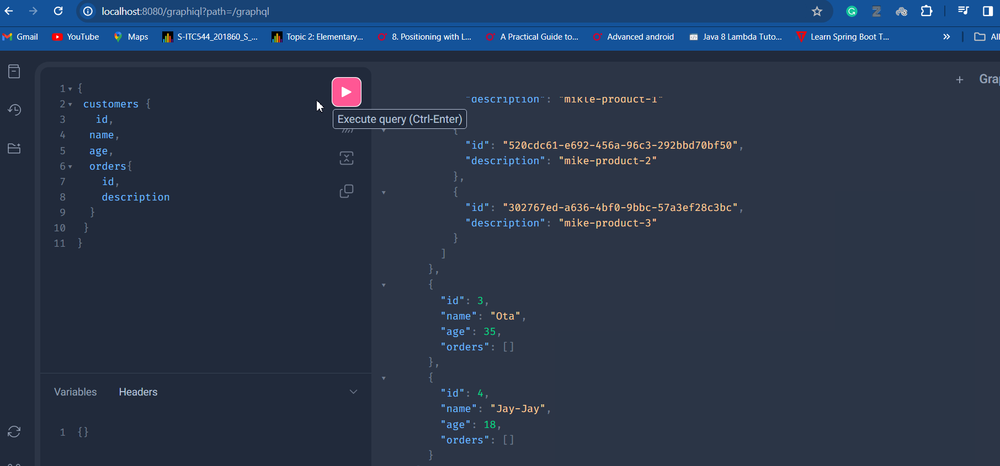 localhost:8080/graphiql?path=/graphql
Gmail YouTube Maps S-ITC544_201860_S_... Topic 2: Elementary... 8. Positioning with L... A Practical Guide to... Advanced android Java 8 Lambda Tuto... Learn Spring Boot T... » All
1 {
2 customers {
3 id,
4 name,
5 age,
6 orders{
7 id,
8 description
9 }
10 }
11 }
Execute query (Ctrl-Enter)
Variables Headers
1 {}
+ Gra
"description": "mikle-product-1"
{
"id": "520cdc61-e692-456a-96c3-292bbd70bf50",
"description": "mike-product-2"
},
{
"id": "302767ed-a636-4bf0-9bbc-57a3ef28c3bc",
"description": "mike-product-3"
}
]
},
{
"id": 3,
"name": "Ota",
"age": 35,
"orders": []
},
{
"id": 4,
"name": "Jay-Jay",
"age": 18,
"orders": []
}